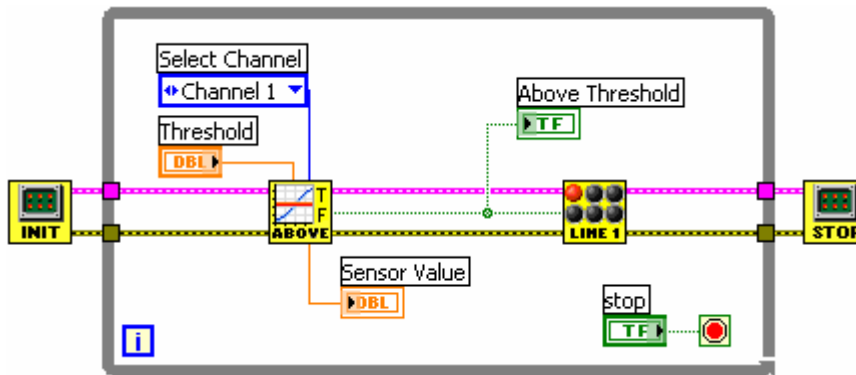 Select Channel
Channel 1
Threshold
DBL
Above Threshold
TF
INIT
T
F
ABOVE
LINE 1
STOP
Sensor Value
DBL
stop
TF
i